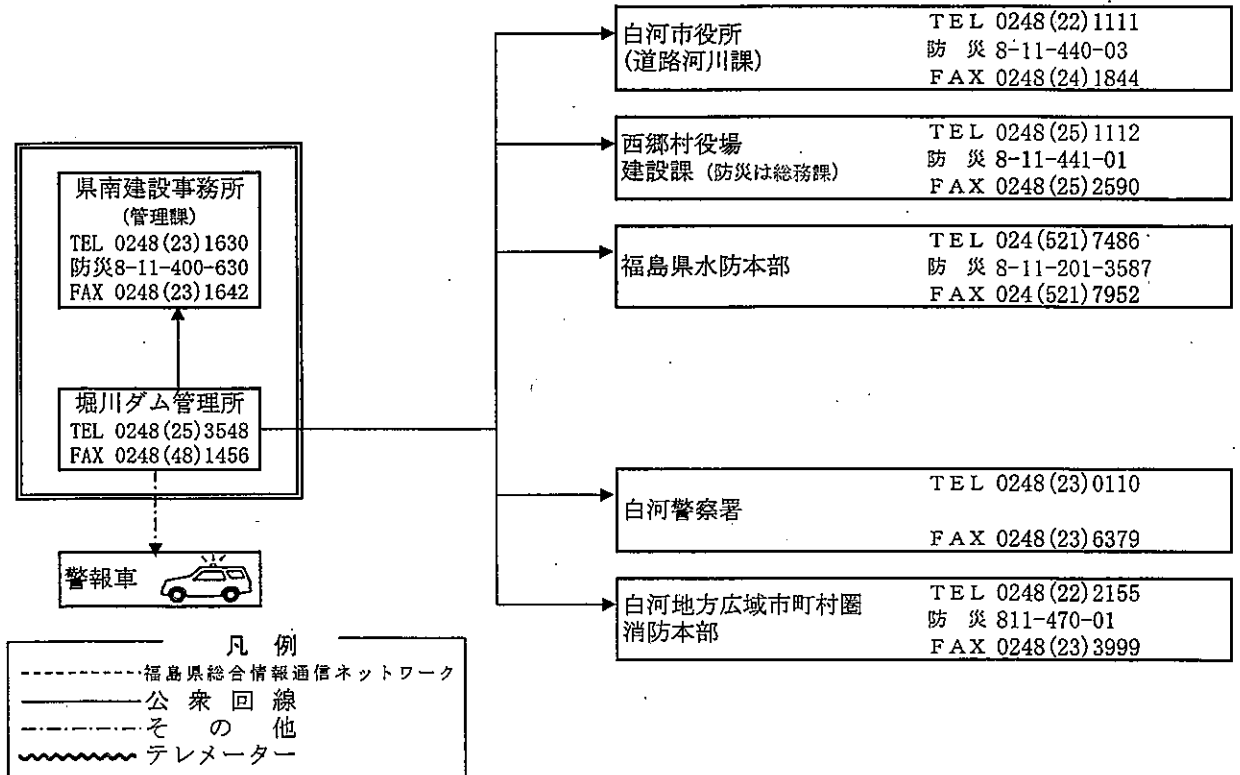 白河市役所
(道路河川課)
TEL 0248(22)1111
防 災 8-11-440-03
FAX 0248(24)1844
西郷村役場
建設課 (防災は総務課)
TEL 0248(25)1112
防 災 8-11-441-01
FAX 0248(25)2590
県南建設事務所
(管理課)
TEL 0248(23)1630
防災8-11-400-630
FAX 0248(23)1642
福島県水防本部
TEL 024(521)7486
防 災 8-11-201-3587
FAX 024(521)7952
堀川ダム管理所
TEL 0248(25)3548
FAX 0248(48)1456
白河警察署
TEL 0248(23)0110
FAX 0248(23)6379
警報車
白河地方広域市町村圏
消防本部
TEL 0248(22)2155
防 災 811-470-01
FAX 0248(23)3999
凡 例
福島県総合情報通信ネットワーク
公 衆 回 線
そ の 他
テレメーター